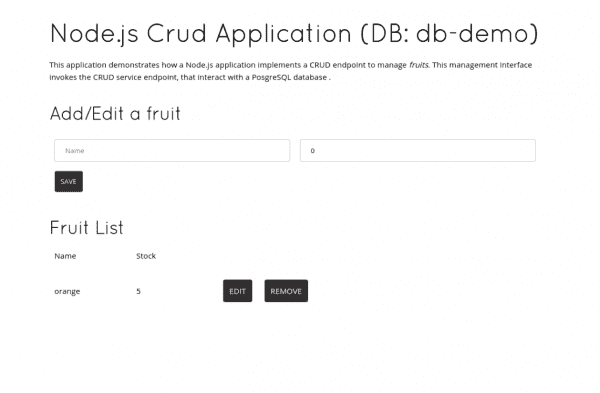 Node.js Crud Application (DB: db-demo)
This application demonstrates how a Node.js application implements a CRUD endpoint to manage fruits. This management interface
invokes the CRUD service endpoint, that interact with a PosgreSQL database .
Add/Edit a fruit
Name 0
SAVE
Fruit List
Name Stock
orange 5 EDIT REMOVE